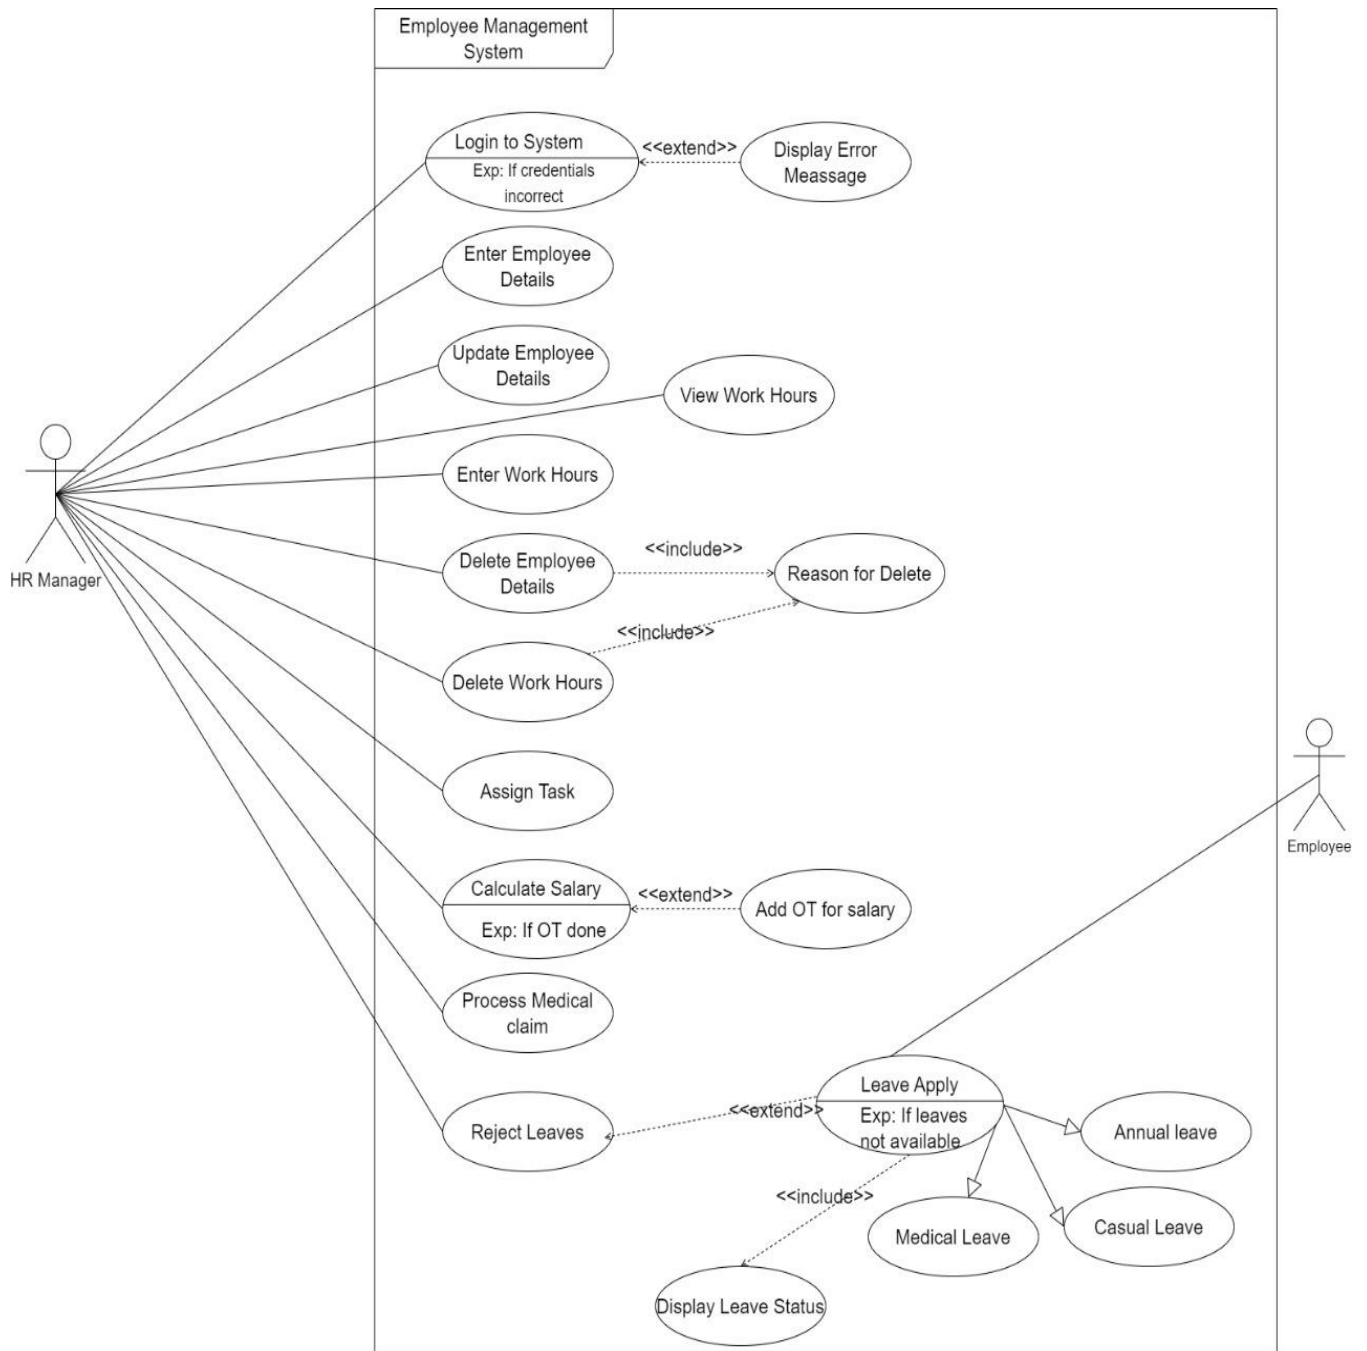 Employee Management
System
Login to System
Exp: If credentials
incorrect
<<extend>>
Display Error
Meassage
Enter Employee
Details
Update Employee
Details
View Work Hours
Enter Work Hours
HR Manager
Delete Employee
Details
<<include>>
Reason for Delete
<<include>>
Delete Work Hours
Assign Task
Employee
Calculate Salary
Exp: If OT done
<<extend>>
Add OT for salary
Process Medical
claim
Leave Apply
Exp: If leaves
not available
<<extend>>
Reject Leaves
Annual leave
<<include>>
Medical Leave
Casual Leave
Display Leave Status